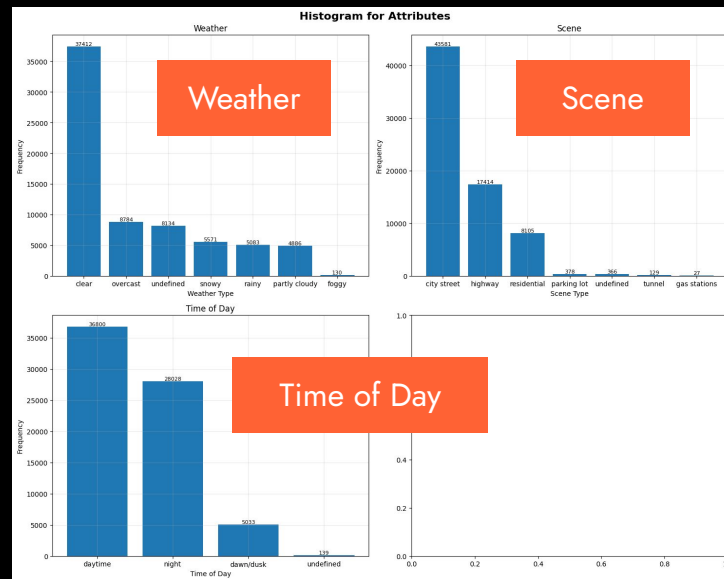 Histogram for Attributes
Weather
Scene
37412
35000
30000
25000
20000
15000
10000
5000
0
Frequency
8784
8134
5571
5083
4886
130
clear overcast undefined snowy rainy partly cloudy foggy
Weather Type
Weather
43581
40000
30000
20000
10000
0
Frequency
17414
8105
378
366
129
27
city street highway residential parking lot undefined tunnel gas stations
Scene Type
Scene
Time of Day
36800
35000
30000
25000
20000
15000
10000
5000
0
Frequency
28028
5033
139
daytime night dawn/dusk undefined
Time of Day
Time of Day
1.0
0.4
0.2
0.0
0.0 0.2 0.4 0.6 0.8